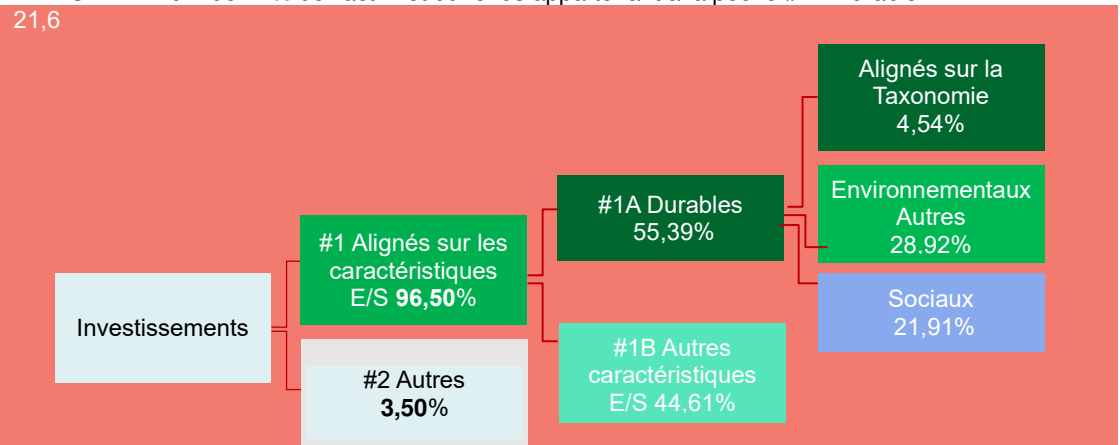 21,6
Alignés sur la
Taxonomie
4,54%
#1A Durables
55,39%
Environnementaux
Autres
28,92%
#1 Alignés sur les
caractéristiques
E/S 96,50%
Investissements
Sociaux
21,91%
#1B Autres
caractéristiques
E/S 44,61%
#2 Autres
3,50%